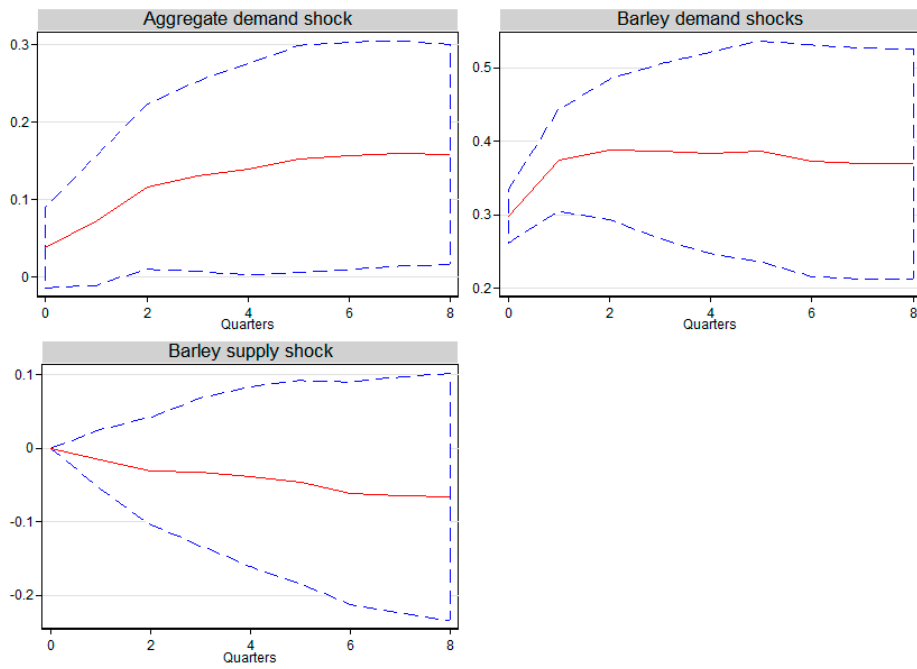 Aggregate demand shock
0.3
0.2
0.1
0
0 2 4 6 8
Quarters
Barley demand shocks
0.5
0.4
0.3
0.2
0 2 4 6 8
Quarters
Barley supply shock
0.1
0
-0.1
-0.2
0 2 4 6 8
Quarters